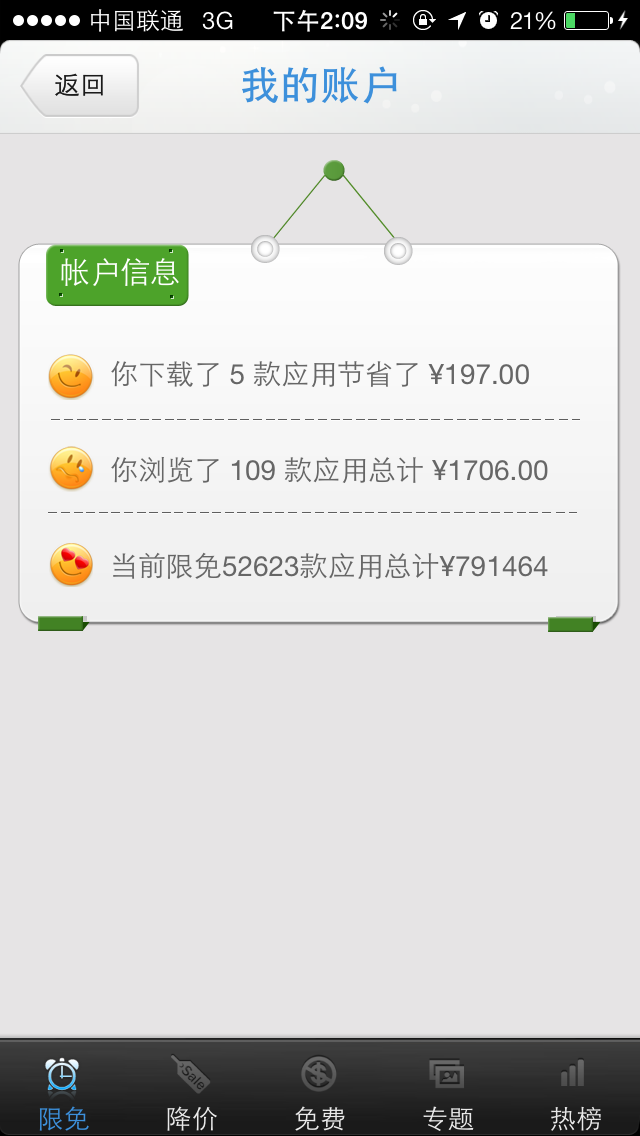 中国联通 3G 下午2:09 21%
返回
我的账户
帐户信息
你下载了 5 款应用节省了 ¥197.00
你浏览了 109 款应用总计 ¥1706.00
当前限免52623款应用总计¥791464
Sale
限免 降价 免费 专题 热榜